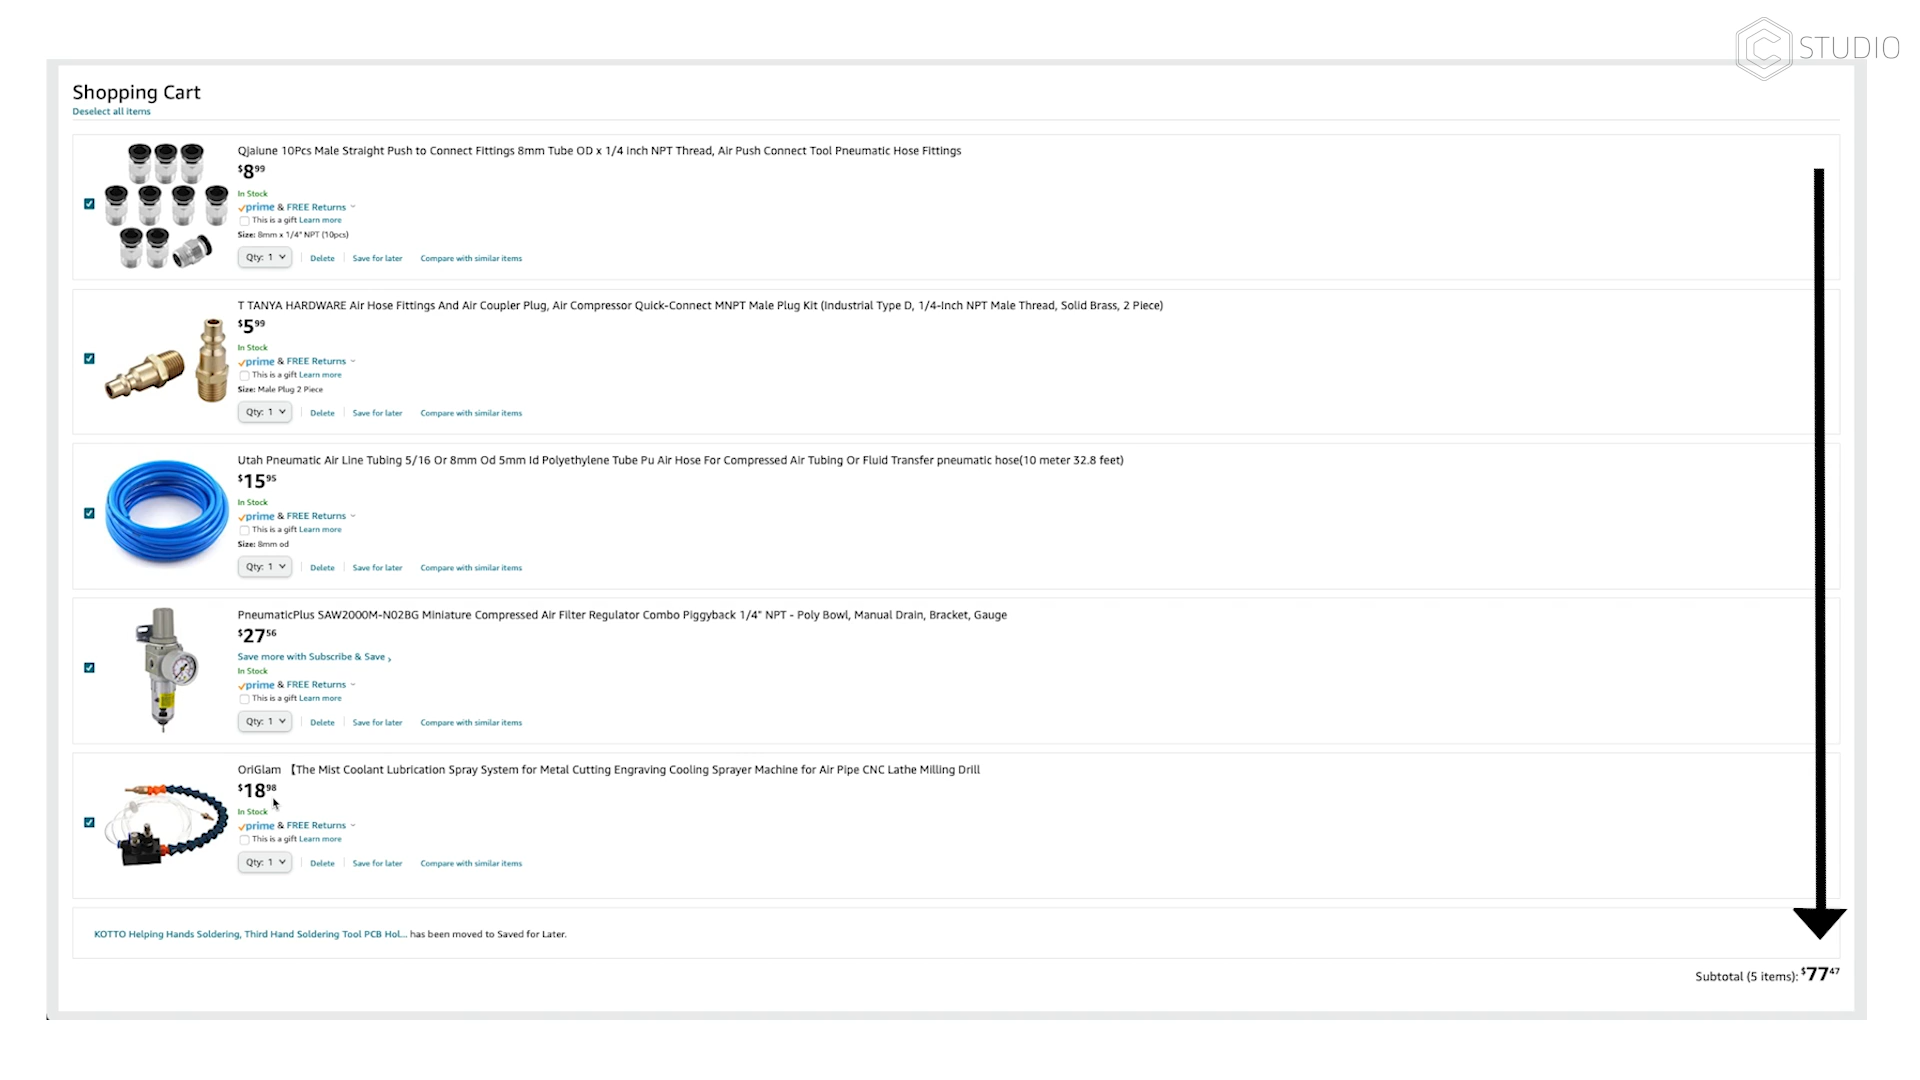 STUDIO
Shopping Cart
Deselect all items
Qjaiune 10Pcs Male Straight Push to Connect Fittings 8mm Tube OD x 1/4 inch NPT Thread, Air Push Connect Tool Pneumatic Hose Fittings
$8⁹⁹
In Stock
prime & FREE Returns
This is a gift Learn more
Size: 8mm x 1/4" NPT (10pcs)
Qty: 1 Delete Save for later Compare with similar items
T TANYA HARDWARE Air Hose Fittings And Air Coupler Plug, Air Compressor Quick-Connect MNPT Male Plug Kit (Industrial Type D, 1/4-Inch NPT Male Thread, Solid Brass, 2 Piece)
$5⁹⁹
In Stock
prime & FREE Returns
This is a gift Learn more
Size: Male Plug 2 Piece
Qty: 1 Delete Save for later Compare with similar items
Utah Pneumatic Air Line Tubing 5/16 Or 8mm Od 5mm Id Polyethylene Tube Pu Air Hose For Compressed Air Tubing Or Fluid Transfer pneumatic hose(10 meter 32.8 feet)
$15⁹⁵
In Stock
prime & FREE Returns
This is a gift Learn more
Size: 8mm od
Qty: 1 Delete Save for later Compare with similar items
PneumaticPlus SAW2000M-N02BG Miniature Compressed Air Filter Regulator Combo Piggyback 1/4" NPT - Poly Bowl, Manual Drain, Bracket, Gauge
$27⁵⁶
Save more with Subscribe & Save
In Stock
prime & FREE Returns
This is a gift Learn more
Qty: 1 Delete Save for later Compare with similar items
OriGlam 【The Mist Coolant Lubrication Spray System for Metal Cutting Engraving Cooling Sprayer Machine for Air Pipe CNC Lathe Milling Drill
$18⁹⁸
In Stock
prime & FREE Returns
This is a gift Learn more
Qty: 1 Delete Save for later Compare with similar items
KOTTO Helping Hands Soldering, Third Hand Soldering Tool PCB Hol... has been moved to Saved for Later.
Subtotal (5 items): $77⁴⁷